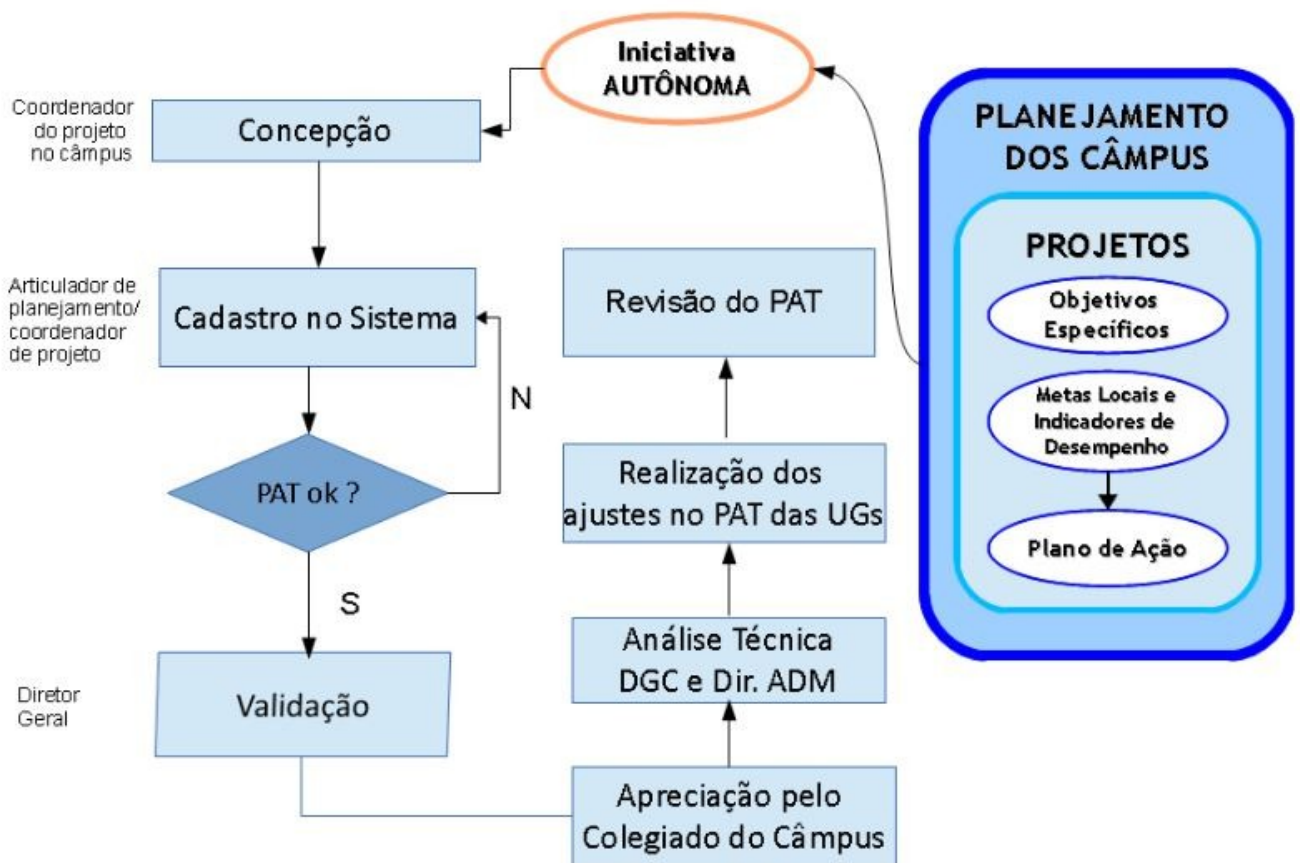 Iniciativa
AUTÔNOMA
Coordenador
do projeto
no câmpus
Concepção
Articulador de
planejamento/
coordenador
de projeto
Cadastro no Sistema
N
PAT ok ?
S
Diretor
Geral
Validação
Revisão do PAT
Realização dos
ajustes no PAT das UGs
Análise Técnica
DGC e Dir. ADM
Apreciação pelo
Colegiado do Câmpus
PLANEJAMENTO
DOS CÂMPUS
PROJETOS
Objetivos
Específicos
Metas Locais e
Indicadores de
Desempenho
Plano de Ação